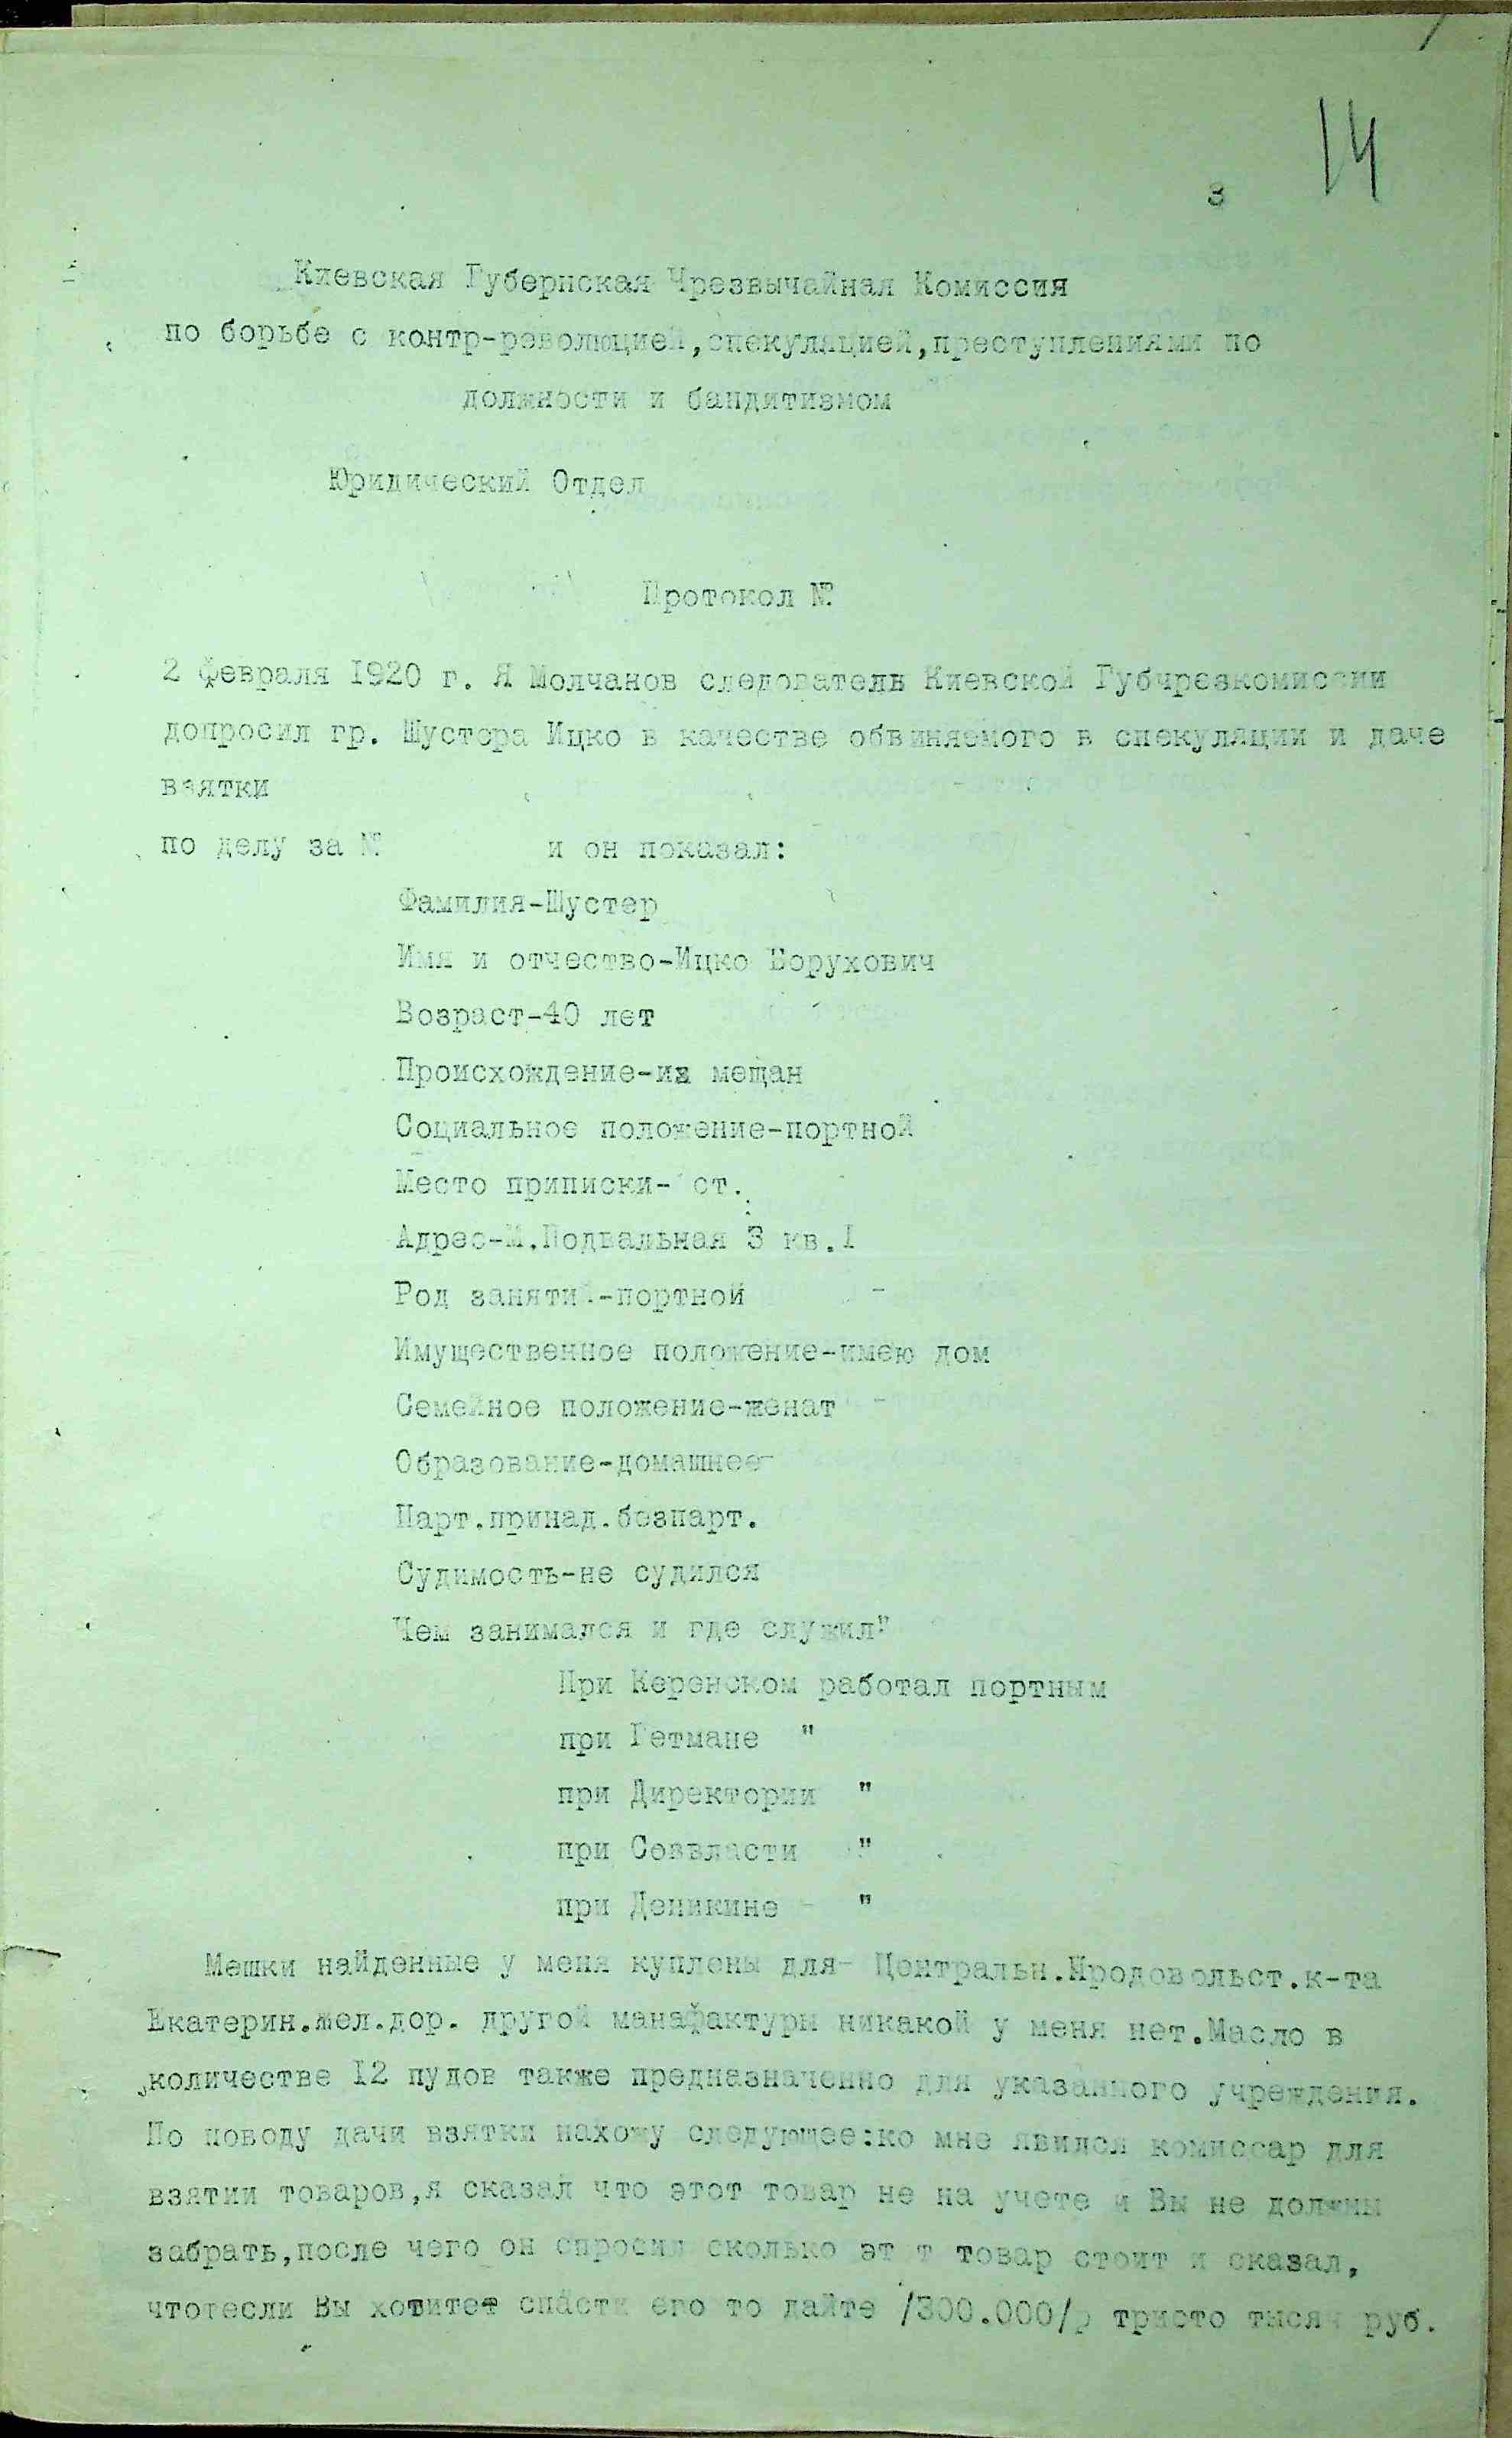 14
3
Киевская Губернская Чрезвычайная Комиссия
по борьбе с контр-революцией,спекуляцией,преступлениями по
должности и бандитизмом
Юридический Отдел
Протокол №
2 февраля 1920 г. Я Молчанов следователь Киевской Губчрезкомиссии
допросил гр. Шустера Ицко в качестве обвиняемого в спекуляции и даче
взятки
по делу за № и он показал:
Фамилия-Шустер
Имя и отчество-Ицко Борухович
Возраст-40 лет
Происхождение-из мещан
Социальное положение-портной
Место приписки- ст.
Адрес-М.Подвальная 3 кв.1
Род занятий-портной
Имущественное положение-имею дом
Семейное положение-женат
Образование-домашнее
Парт.принад.безпарт.
Судимость-не судился
Чем занимался и где служил"
При Керенском работал портным
при Гетмане "
при Директории "
при Соввласти "
при Деникине - "
Мешки найденные у меня куплены для- Центральн.Продовольст.к-та
Екатерин.жел.дор. другой манафактуры никакой у меня нет.Масло в
количестве 12 пудов также предназначенно для указанного учреждения.
По поводу дачи взятки нахожу следующее:ко мне явился комиссар для
взятии товаров,я сказал что этот товар не на учете и Вы не должны
забрать,после чего он спросил сколько этот товар стоит и сказал,
чтотесли Вы хотитет спасти его то дайте /300.000/р тристо тысяч руб.